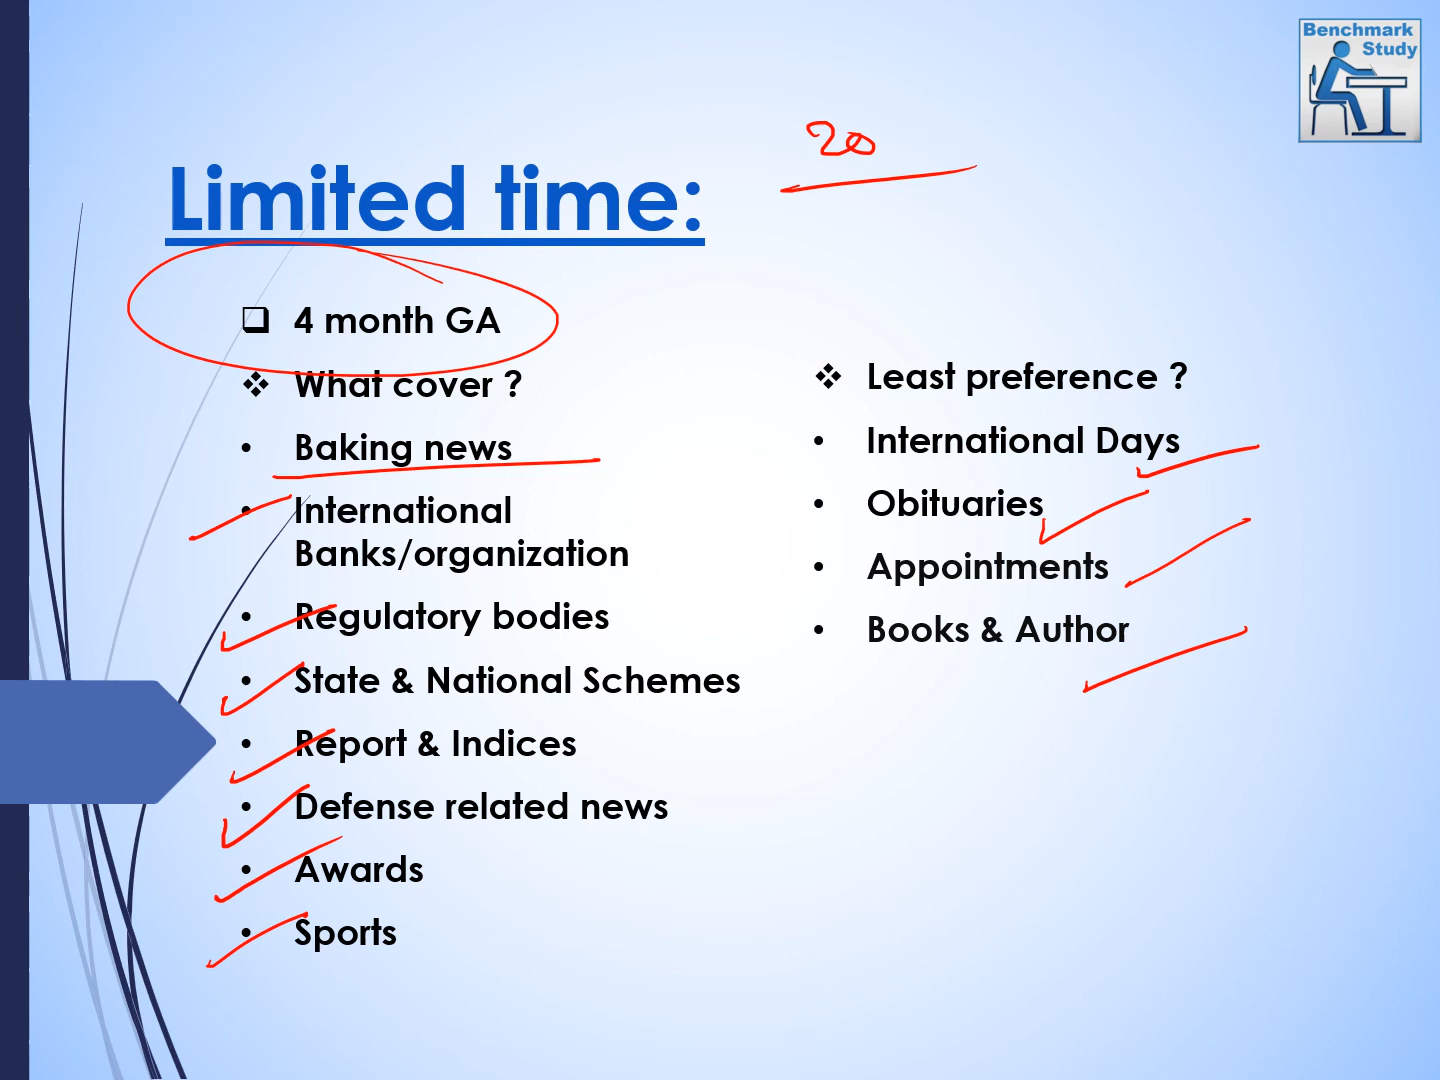 Benchmark
Study
20
Limited time:
4 month GA
What cover ?
Baking news
International
Banks/organization
Regulatory bodies
State & National Schemes
Report & Indices
Defense related news
Awards
Sports
Least preference ?
International Days
Obituaries
Appointments
Books & Author